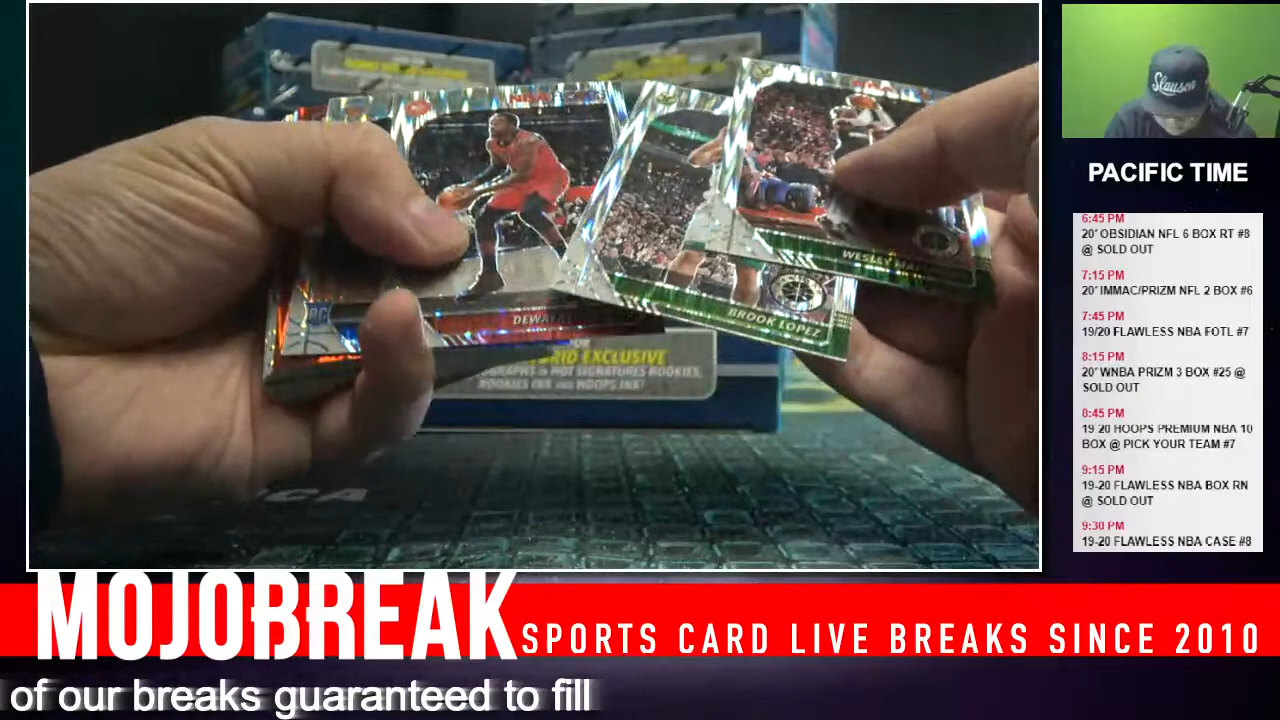 Slauson
PACIFIC TIME
6:45 PM
20' OBSIDIAN NFL 6 BOX RT #8
@ SOLD OUT
7:15 PM
20' IMMAC/PRIZM NFL 2 BOX #6
7:45 PM
19/20 FLAWLESS NBA FOTL #7
8:15 PM
20' WNBA PRIZM 3 BOX #25 @
SOLD OUT
8:45 PM
19-20 HOOPS PREMIUM NBA 10
BOX @ PICK YOUR TEAM #7
9:15 PM
19-20 FLAWLESS NBA BOX RN
@ SOLD OUT
9:30 PM
19-20 FLAWLESS NBA CASE #8
WESLEY
BROOK LOPEZ
RC
EXCLUSIVE
HOT SIGNATURES ROOKIES,
ROOKIES INK AND HOOPS INK!
MOJOBREAK
SPORTS CARD LIVE BREAKS SINCE 2010
of our breaks guaranteed to fill